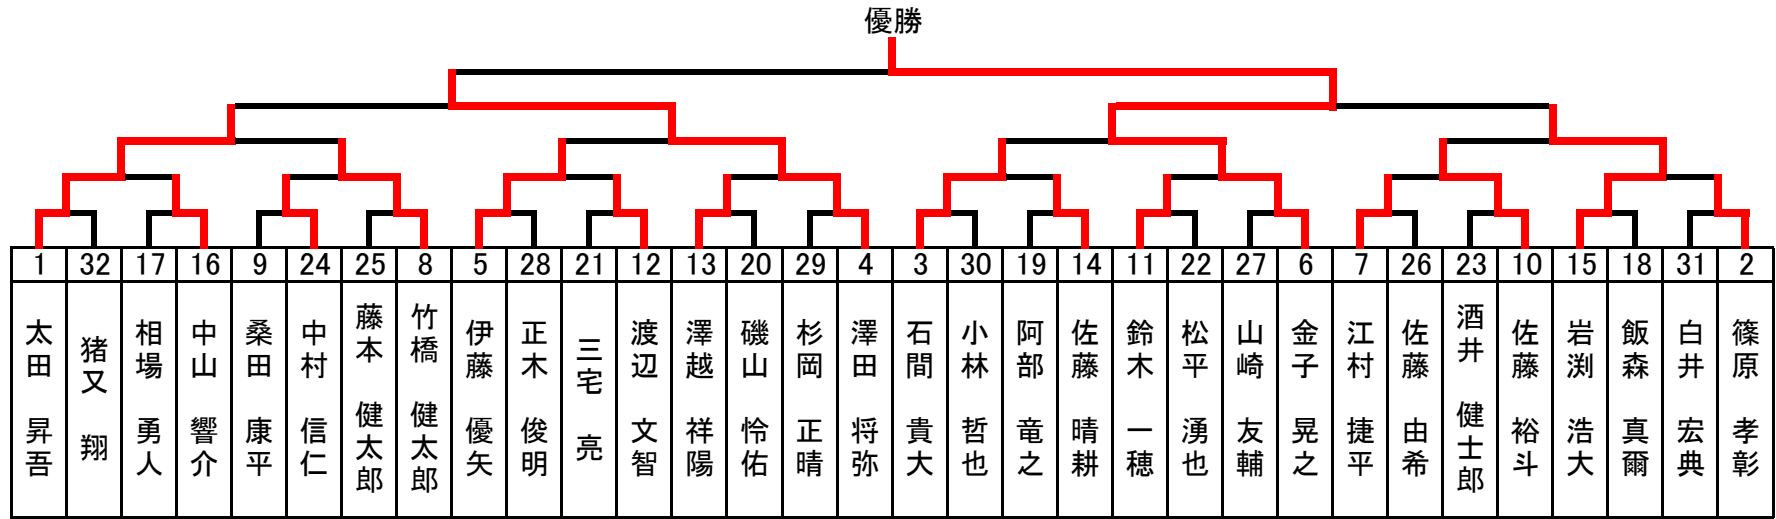 優勝
1 32 17 16 9 24 25 8 5 28 21 12 13 20 29 4 3 30 19 14 11 22 27 6 7 26 23 10 15 18 31 2
太田 昇吾
猪又 翔
相場 勇人
中山 響介
桑田 康平
中村 信仁
藤本 健太郎
竹橋 健太郎
伊藤 優矢
正木 俊明
三宅 亮
渡辺 文智
澤越 祥陽
磯山 怜佑
杉岡 正晴
澤田 将弥
石間 貴大
小林 哲也
阿部 竜之
佐藤 晴耕
鈴木 一穂
松平 湧也
山崎 友輔
金子 晃之
江村 捷平
佐藤 由希
酒井 健士郎
佐藤 裕斗
岩渕 浩大
飯森 真爾
白井 宏典
篠原 孝彰